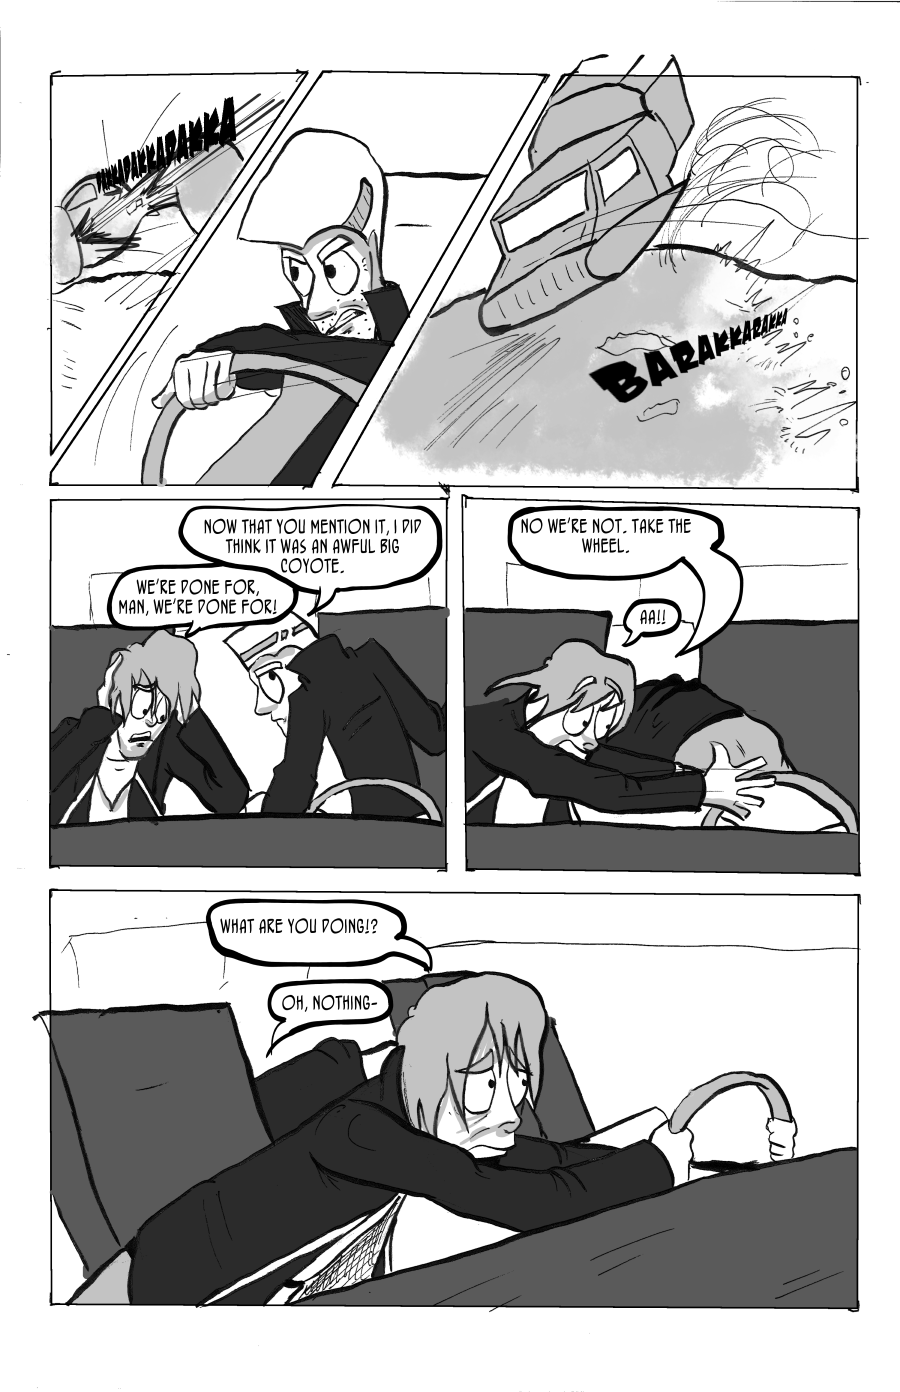 DAKKADAKKADAKKA
BARAKKARAKKA
NOW THAT YOU MENTION IT, I DID
THINK IT WAS AN AWFUL BIG
COYOTE.
WE'RE DONE FOR,
MAN, WE'RE DONE FOR!
NO WE'RE NOT. TAKE THE
WHEEL.
AA!!
WHAT ARE YOU DOING!?
OH, NOTHING-